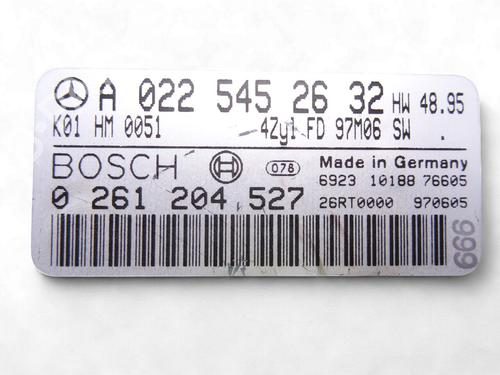 A 022 545 26 32 HW 48.95
K01 HM 0051 4Zyl FD 97M06 SW .
BOSCH 078 Made in Germany
6923 10188 76605
0 261 204 527 26RT0000 970605
666